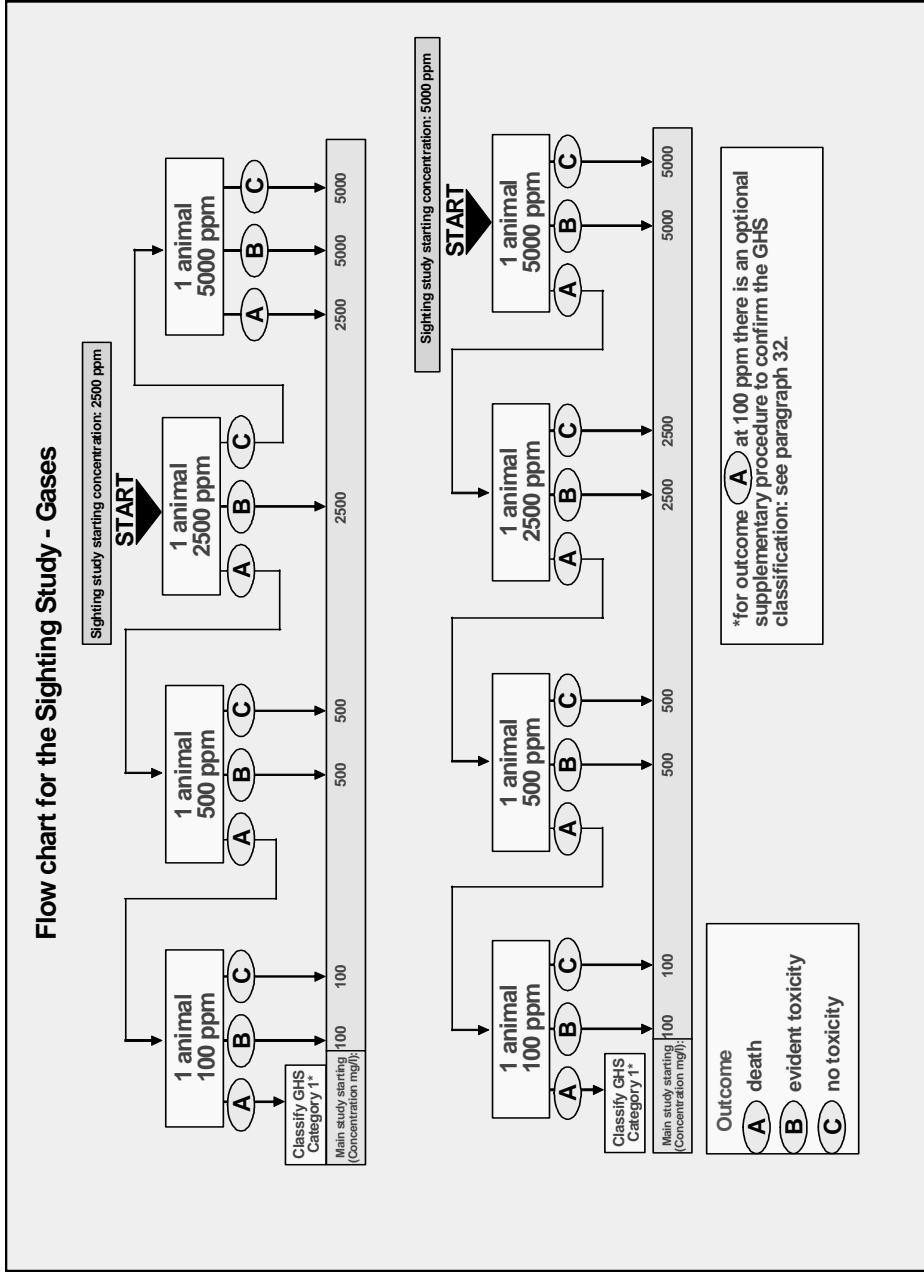 Flow chart for the Sighting Study - Gases
Sighting study starting concentration: 2500 ppm
START
1 animal
100 ppm
1 animal
500 ppm
1 animal
2500 ppm
1 animal
5000 ppm
A
B
C
A
B
C
A
B
C
A
B
C
Classify GHS
Category 1*
Main study starting
(Concentration mg/l):
100
100
500
500
2500
2500
5000
5000
Sighting study starting concentration: 5000 ppm
START
1 animal
100 ppm
1 animal
500 ppm
1 animal
2500 ppm
1 animal
5000 ppm
A
B
C
A
B
C
A
B
C
A
B
C
Classify GHS
Category 1*
Main study starting
(Concentration mg/l):
100
100
500
500
2500
2500
5000
5000
Outcome
A death
B evident toxicity
C no toxicity
*for outcome A at 100 ppm there is an optional
supplementary procedure to confirm the GHS
classification: see paragraph 32.